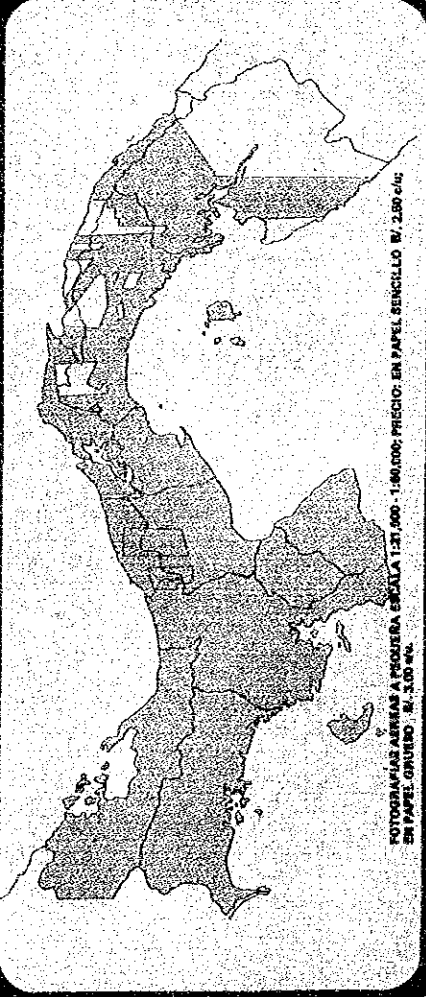 FOTOGRAFIAS AEREAS A PEQUEÑA ESCALA 1:21,000 - 1:60,000; PRECIO: EN PAPEL SENCILLO B/. 2.50 c/u;
EN PAPEL GRUESO B/. 3.00 c/u.